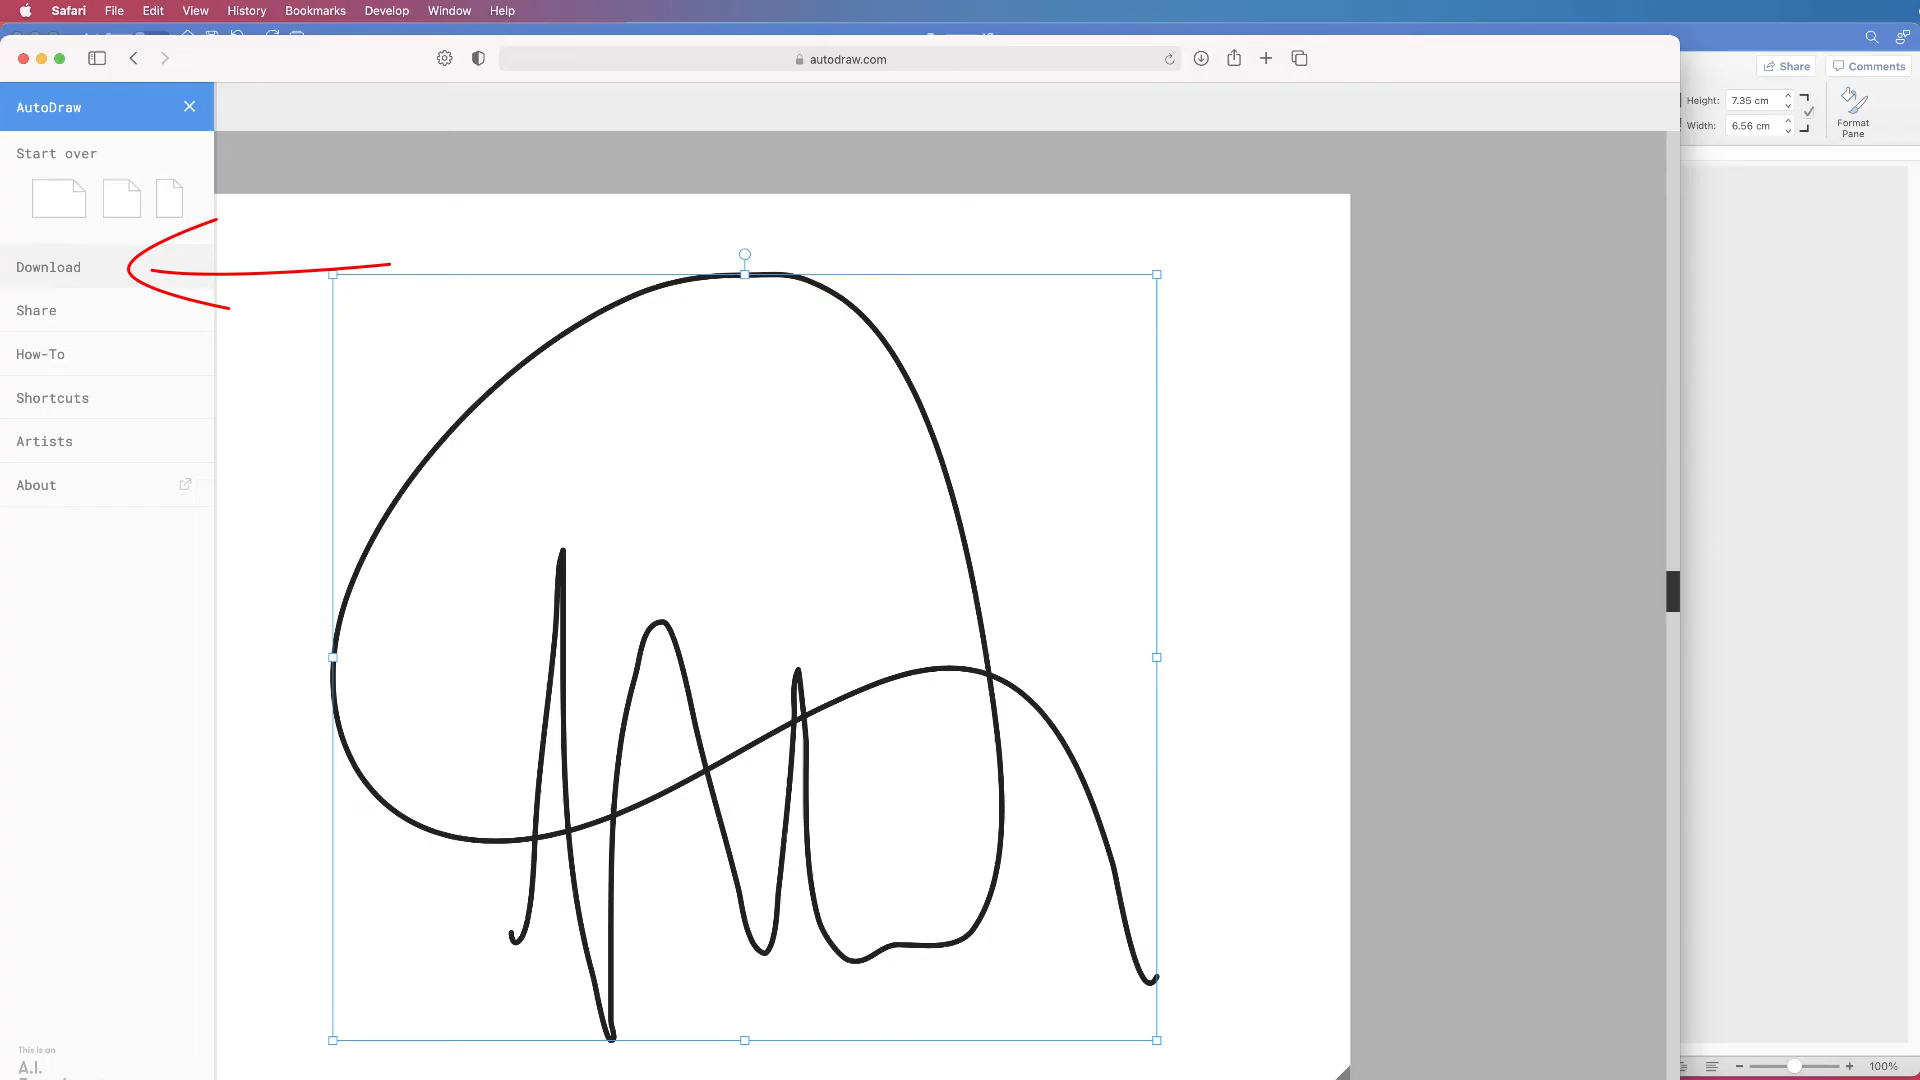 Safari File Edit View History Bookmarks Develop Window Help
autodraw.com
Share Comments
Height: 7.35 cm
Width: 6.56 cm
Format
Pane
AutoDraw
Start over
Download
Share
How-To
Shortcuts
Artists
About
This is an
A.I.
100%